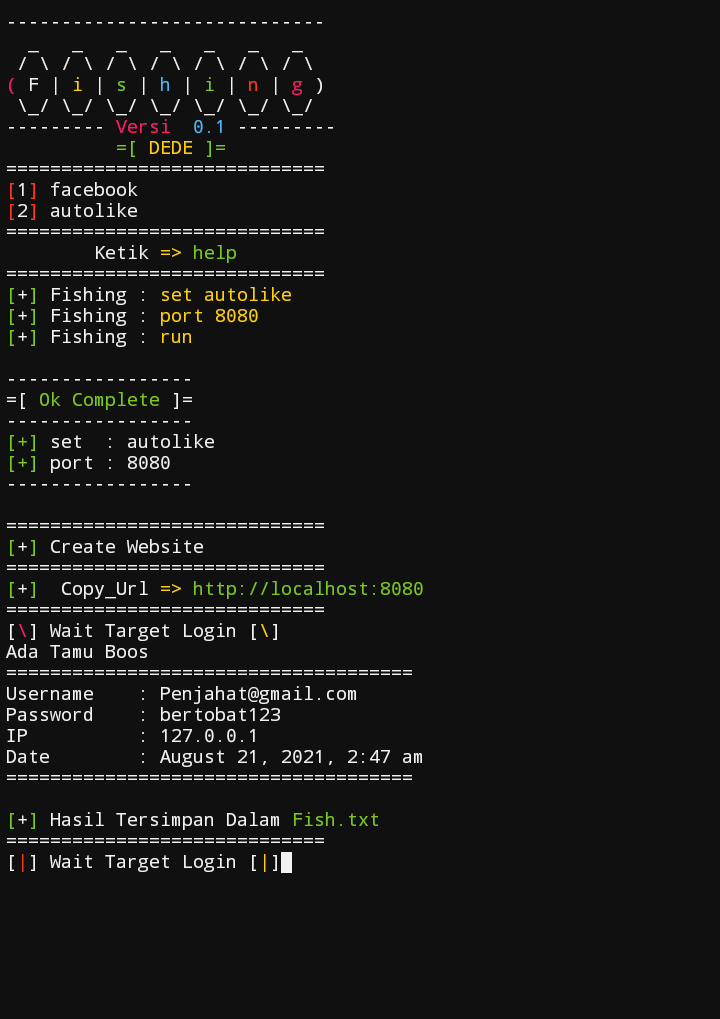 -----------------------------
  _   _   _   _   _   _   _
 / \ / \ / \ / \ / \ / \ / \
( F | i | s | h | i | n | g )
 \_/ \_/ \_/ \_/ \_/ \_/ \_/
--------- Versi  0.1 ---------
          =[ DEDE ]=
=============================
[1] facebook
[2] autolike
=============================
        Ketik => help
=============================
[+] Fishing : set autolike
[+] Fishing : port 8080
[+] Fishing : run
-----------------
=[ Ok Complete ]=
-----------------
[+] set  : autolike
[+] port : 8080
-----------------
=============================
[+] Create Website
=============================
[+]  Copy_Url => http://localhost:8080
=============================
[\] Wait Target Login [\]
Ada Tamu Boos
=====================================
Username    : Penjahat@gmail.com
Password    : bertobat123
IP          : 127.0.0.1
Date        : August 21, 2021, 2:47 am
=====================================
[+] Hasil Tersimpan Dalam Fish.txt
=============================
[|] Wait Target Login [|]